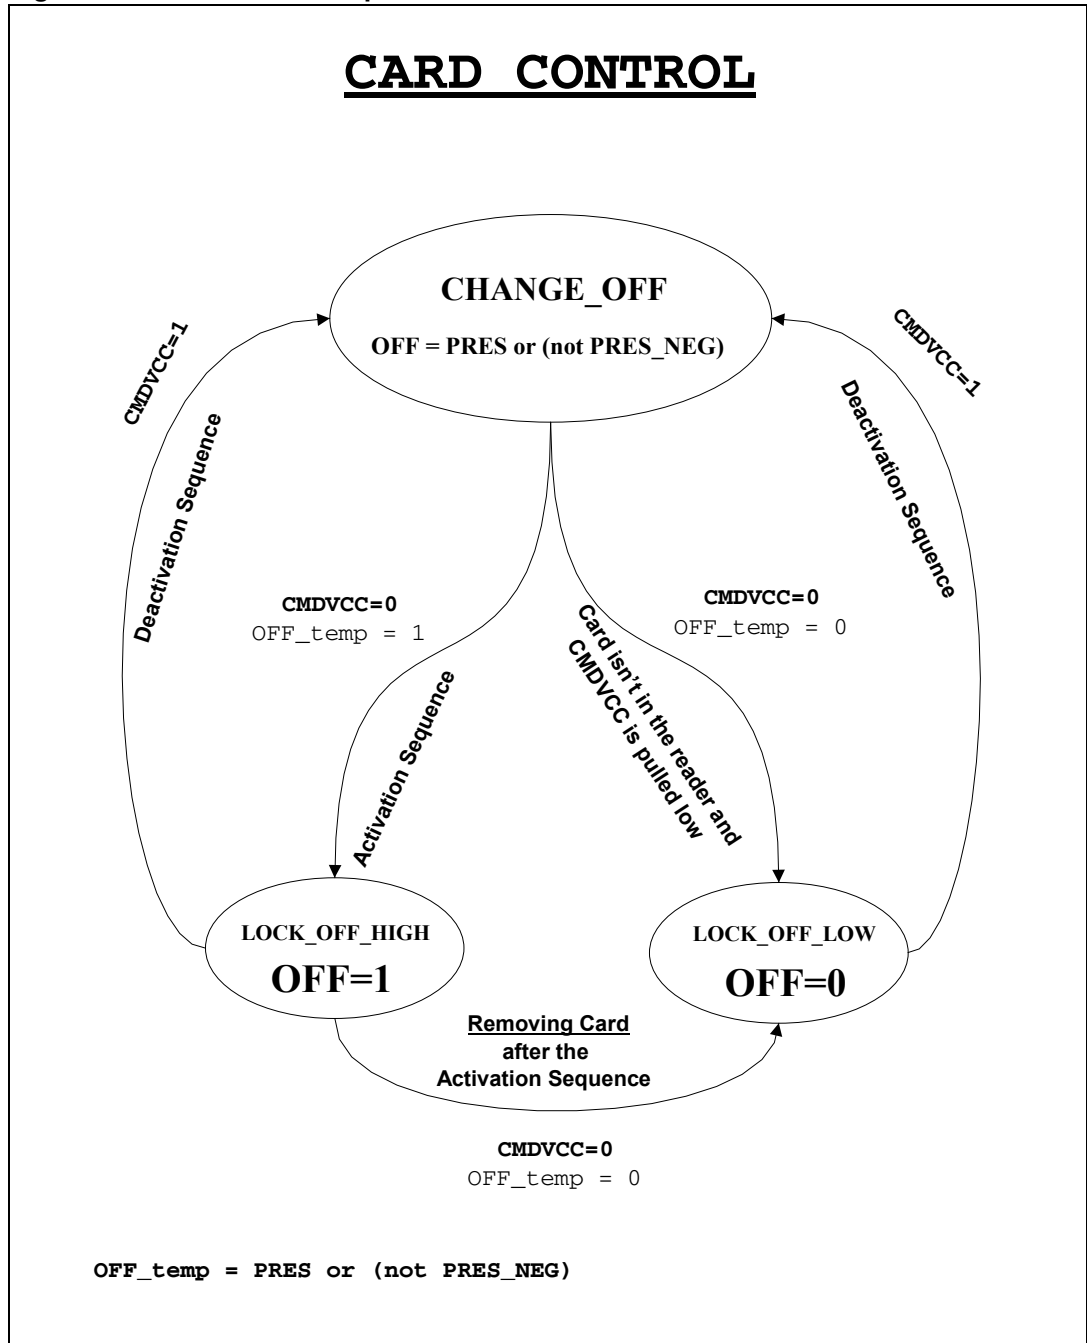 CARD CONTROL
CHANGE_OFF
OFF = PRES or (not PRES_NEG)
CMDVCC=1
Deactivation Sequence
CMDVCC=1
Deactivation Sequence
CMDVCC=0
OFF_temp = 1
Activation Sequence
CMDVCC=0
OFF_temp = 0
Card isn't in the reader and
CMDVCC is pulled low
LOCK_OFF_HIGH
OFF=1
LOCK_OFF_LOW
OFF=0
Removing Card
after the
Activation Sequence
CMDVCC=0
OFF_temp = 0
OFF_temp = PRES or (not PRES_NEG)